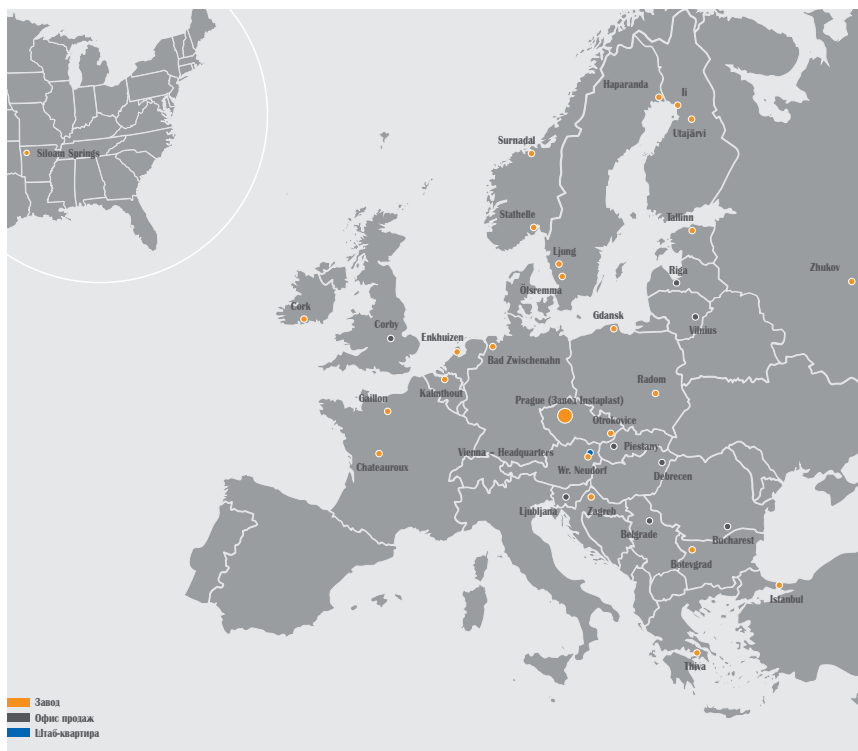 Haparanda
Ii
Utajärvi
Siloam Springs
Surnadal
Stathelle
Tallinn
Ljung
Riga
Zhukov
Ölsremma
Cork
Gdansk
Vilnius
Corby
Enkhuizen
Bad Zwischenahn
Kalmthout
Radom
Gaillon
Prague (Завод Instaplast)
Otrokovice
Vienna – Headquarters
Piestany
Chateauroux
Wr. Neudorf
Debrecen
Ljubljana
Zagreb
Belgrade
Bucharest
Botevgrad
Istanbul
Thiva
Завод
Офис продаж
Штаб-квартира